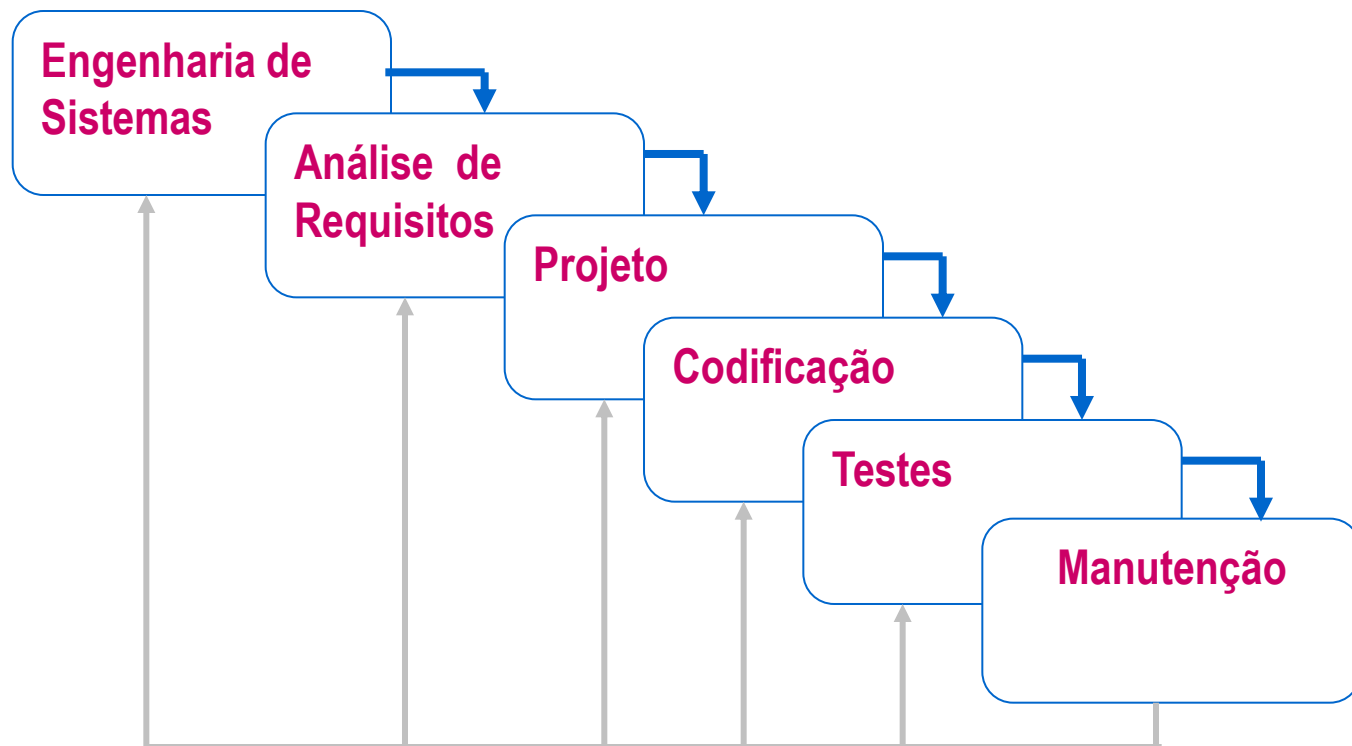 Engenharia de
Sistemas
Análise de
Requisitos
Projeto
Codificação
Testes
Manutenção